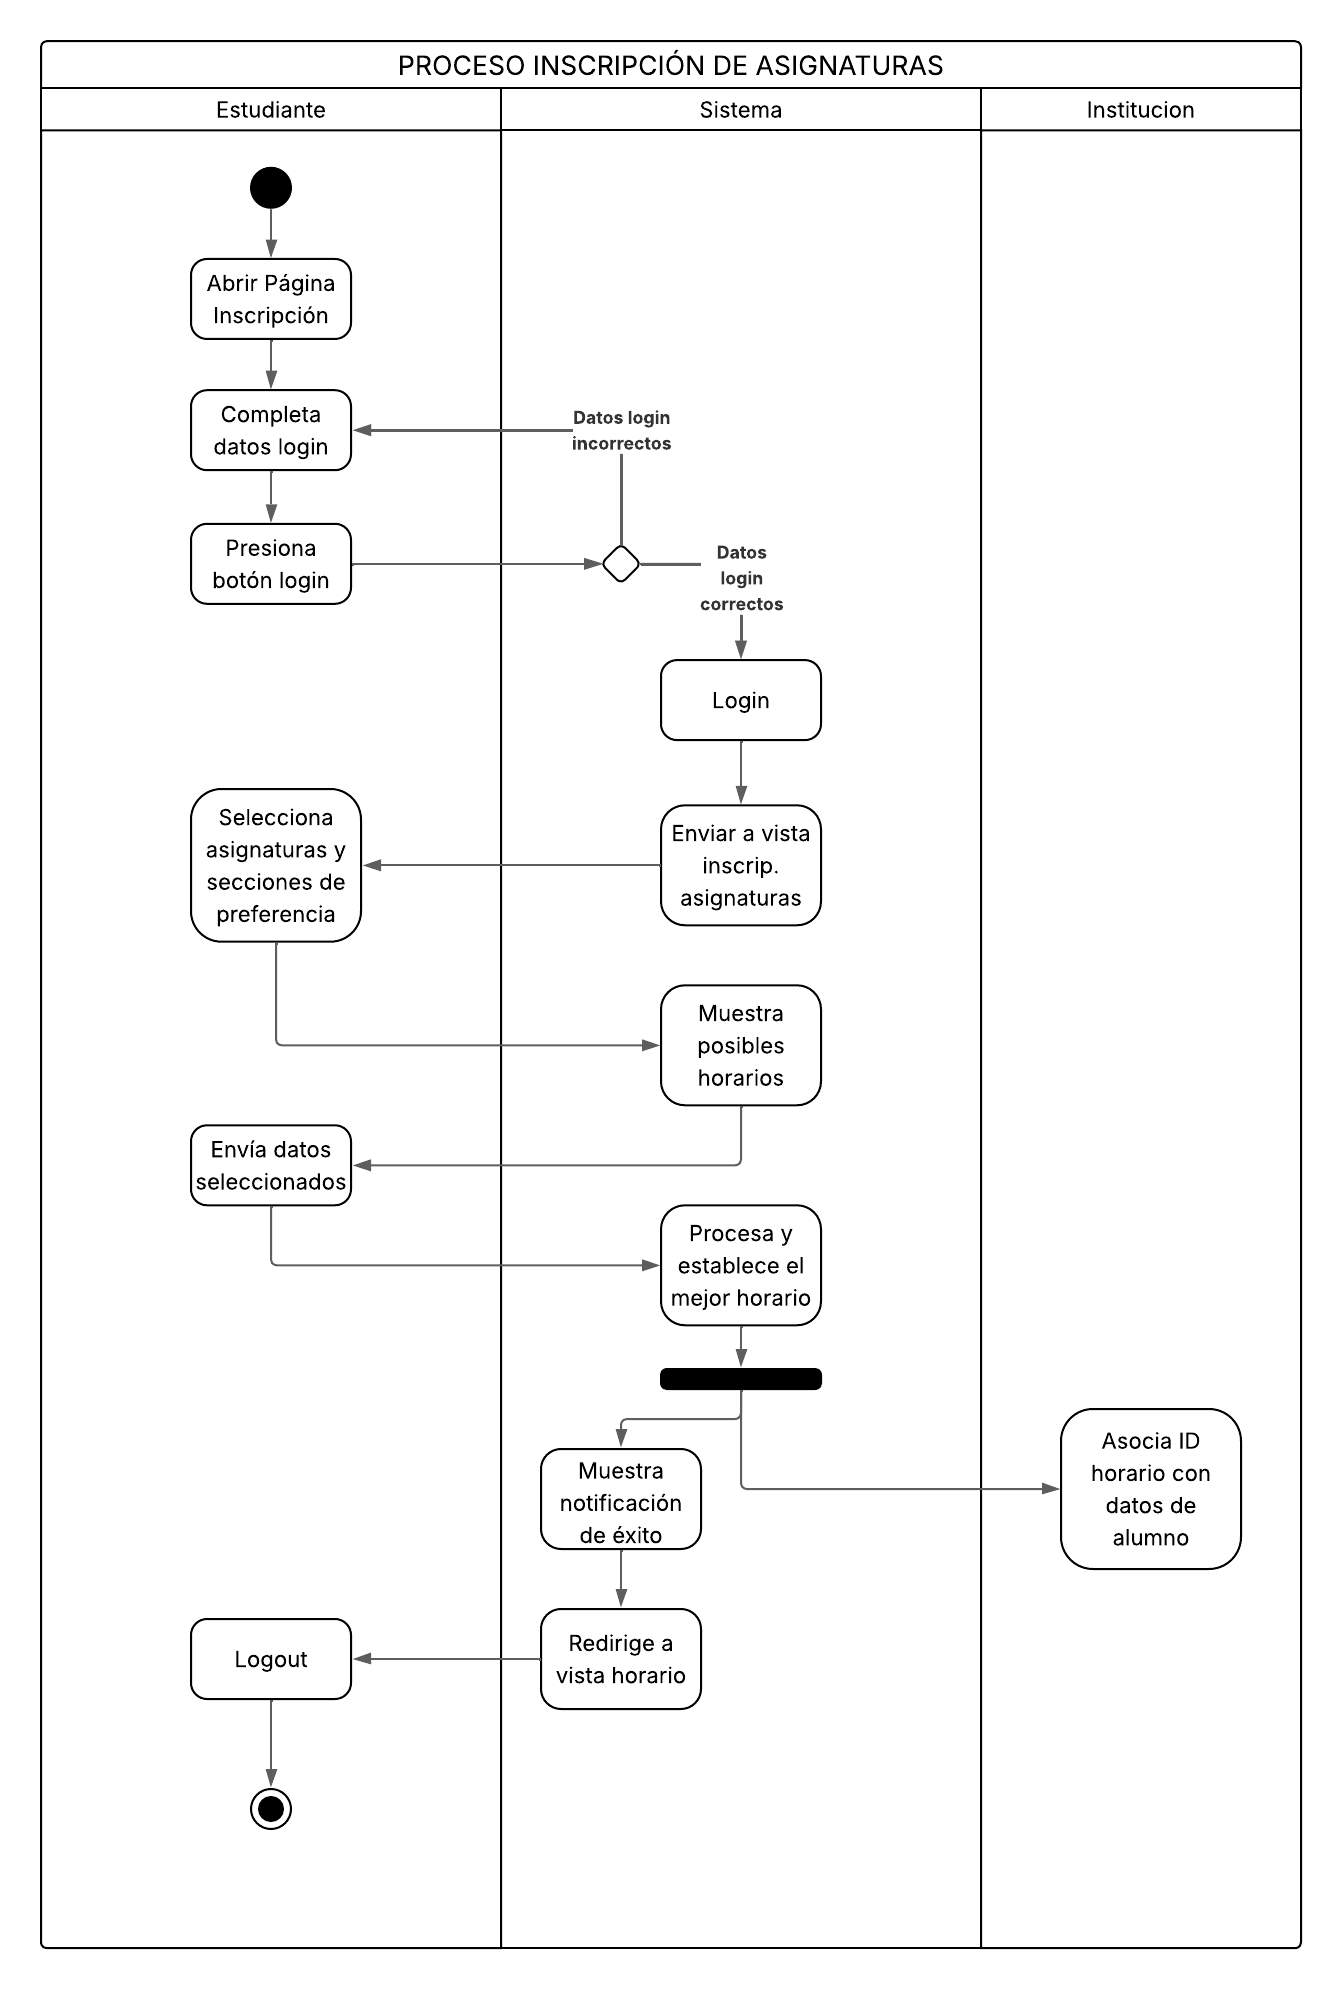 PROCESO INSCRIPCIÓN DE ASIGNATURAS
Estudiante
Sistema
Institucion
Abrir Página
Inscripción
Completa
datos login
Datos login
incorrectos
Presiona
botón login
Datos
login
correctos
Login
Selecciona
asignaturas y
secciones de
preferencia
Enviar a vista
inscrip.
asignaturas
Muestra
posibles
horarios
Envía datos
seleccionados
Procesa y
establece el
mejor horario
Muestra
notificación
de éxito
Asocia ID
horario con
datos de
alumno
Logout
Redirige a
vista horario